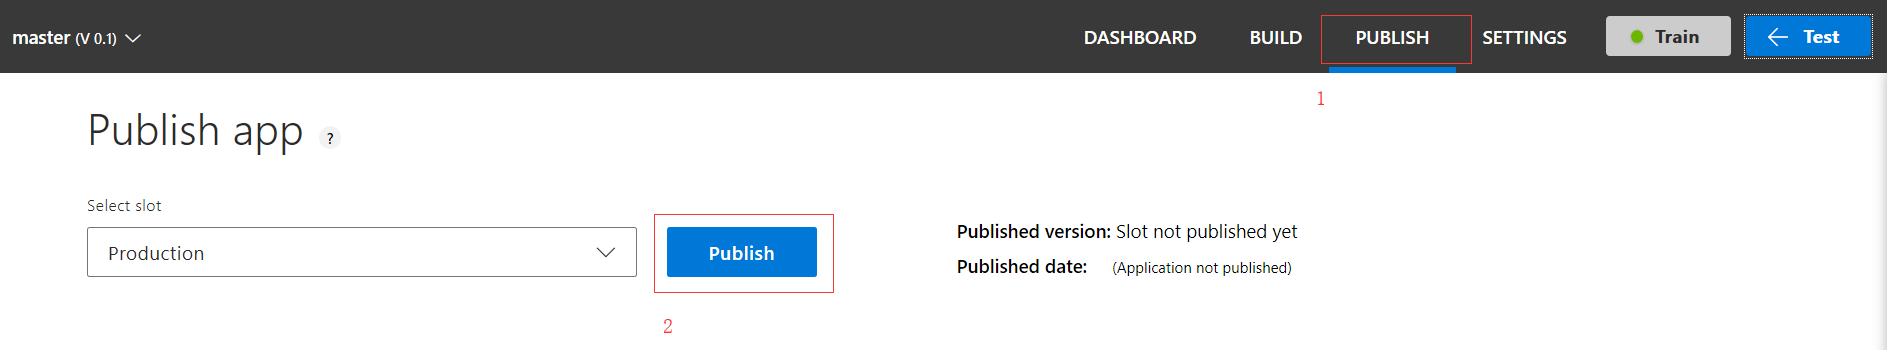 master (V 0.1) DASHBOARD BUILD PUBLISH SETTINGS Train Test
1
Publish app ?
Select slot
Production Publish
Published version: Slot not published yet
Published date: (Application not published)
2